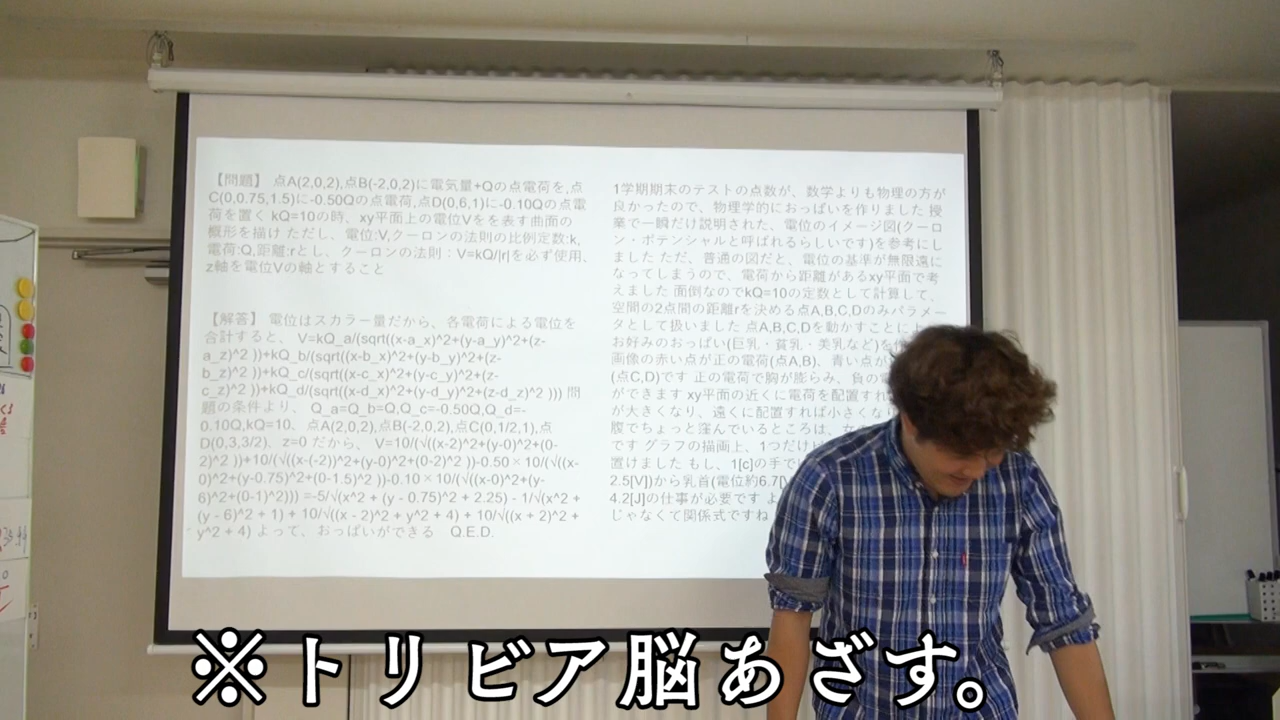 【問題】 点A(2,0,2),点B(-2,0,2)に電気量+Qの点電荷を,点
C(0,0.75,1.5)に-0.50Qの点電荷,点D(0,6,1)に-0.10Qの点電
荷を置く kQ=10の時、xy平面上の電位Vをを表す曲面の
概形を描け ただし、電位:V,クーロンの法則の比例定数:k,
電荷:Q,距離:rとし、クーロンの法則：V=kQ/|r|を必ず使用、
z軸を電位Vの軸とすること
【解答】 電位はスカラー量だから、各電荷による電位を
合計すると、 V=kQ_a/(sqrt((x-a_x)^2+(y-a_y)^2+(z-
a_z)^2 ))+kQ_b/(sqrt((x-b_x)^2+(y-b_y)^2+(z-
b_z)^2 ))+kQ_c/(sqrt((x-c_x)^2+(y-c_y)^2+(z-
c_z)^2 ))+kQ_d/(sqrt((x-d_x)^2+(y-d_y)^2+(z-d_z)^2 ))) 問
題の条件より、 Q_a=Q_b=Q,Q_c=-0.50Q,Q_d=-
0.10Q,kQ=10、点A(2,0,2),点B(-2,0,2),点C(0,1/2,1),点
D(0,3,3/2)、z=0 だから、 V=10/(√((x-2)^2+(y-0)^2+(0-
2)^2 ))+10/(√((x-(-2))^2+(y-0)^2+(0-2)^2 ))-0.50×10/(√((x-
0)^2+(y-0.75)^2+(0-1.5)^2 ))-0.10×10/(√((x-0)^2+(y-
6)^2+(0-1)^2))) =-5/√(x^2 + (y - 0.75)^2 + 2.25) - 1/√(x^2 +
(y - 6)^2 + 1) + 10/√((x - 2)^2 + y^2 + 4) + 10/√((x + 2)^2 +
y^2 + 4) よって、おっぱいができる Q.E.D.
1学期期末のテストの点数が、数学よりも物理の方が
良かったので、物理学的におっぱいを作りました 授
業で一瞬だけ説明された、電位のイメージ図(クーロ
ン・ポテンシャルと呼ばれるらしいです)を参考にし
ました ただ、普通の図だと、電位の基準が無限遠に
なってしまうので、電荷から距離があるxy平面で考
えました 面倒なのでkQ=10の定数として計算して、
空間の2点間の距離rを決める点A,B,C,Dのみパラメー
タとして扱いました 点A,B,C,Dを動かすことによ
お好みのおっぱい(巨乳・貧乳・美乳など)を
画像の赤い点が正の電荷(点A,B)、青い点が
(点C,D)です 正の電荷で胸が膨らみ、負の
ができます xy平面の近くに電荷を配置すれ
が大きくなり、遠くに配置すれば小さくな
腹でちょっと窪んでいるところは、
です グラフの描画上、1つだけ
置けました もし、1[c]の手で
2.5[V])から乳首(電位約6.7[V
4.2[J]の仕事が必要です
じゃなくて関係式ですね
※トリビア脳あざす。